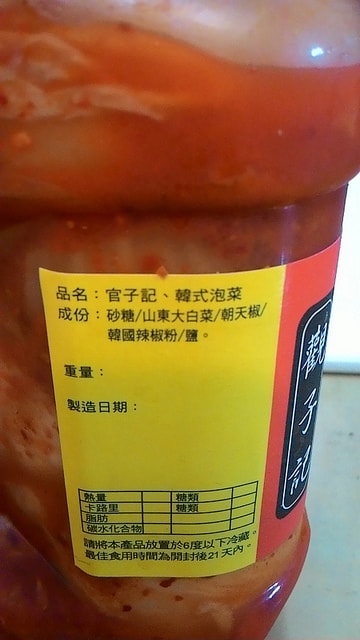 品名：官子記、韓式泡菜
成份：砂糖/山東大白菜/朝天椒/
韓國辣椒粉/鹽。
重量：
製造日期：
熱量 糖類
卡路里 糖類
脂肪
碳水化合物
請將本產品放置於6度以下冷藏。
最佳食用時間為開封後21天內。
觀子記